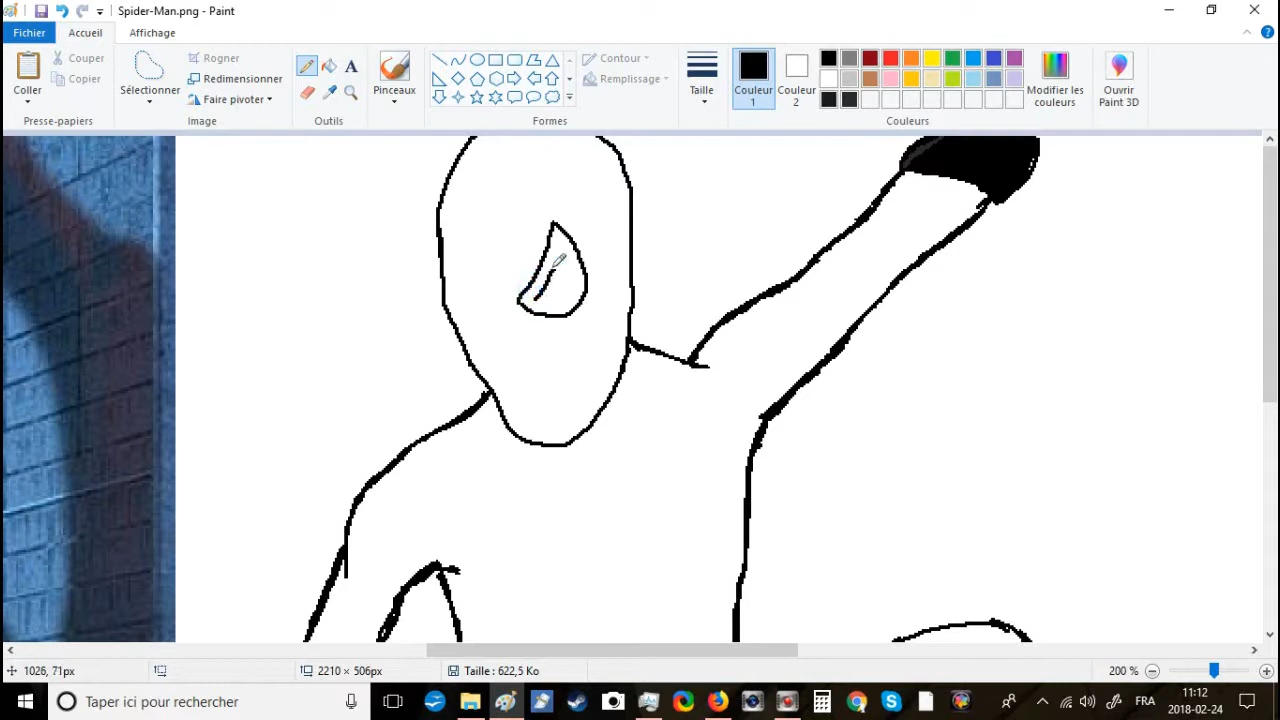 Spider-Man.png - Paint
Fichier Accueil Affichage
Coller
Couper
Copier
Presse-papiers
Sélectionner
Rogner
Redimensionner
Faire pivoter
Image
A
Outils
Pinceaux
Contour
Remplissage
Formes
Taille
Couleur 1
Couleur 2
Modifier les couleurs
Couleurs
Ouvrir Paint 3D
1026, 71px
2210 × 506px
Taille : 622,5 Ko
200 %
Taper ici pour rechercher
FRA
11:12
2018-02-24